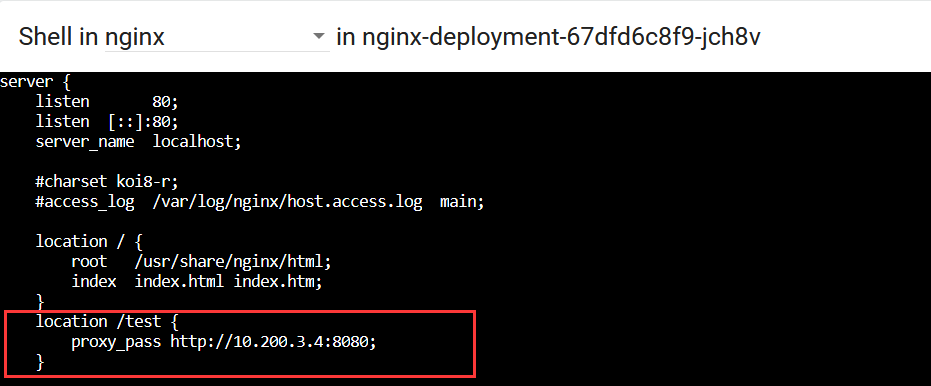 Shell in nginx in nginx-deployment-67dfd6c8f9-jch8v
server {
    listen       80;
    listen  [::]:80;
    server_name  localhost;
    #charset koi8-r;
    #access_log  /var/log/nginx/host.access.log  main;
    location / {
        root   /usr/share/nginx/html;
        index  index.html index.htm;
    }
    location /test {
        proxy_pass http://10.200.3.4:8080;
    }